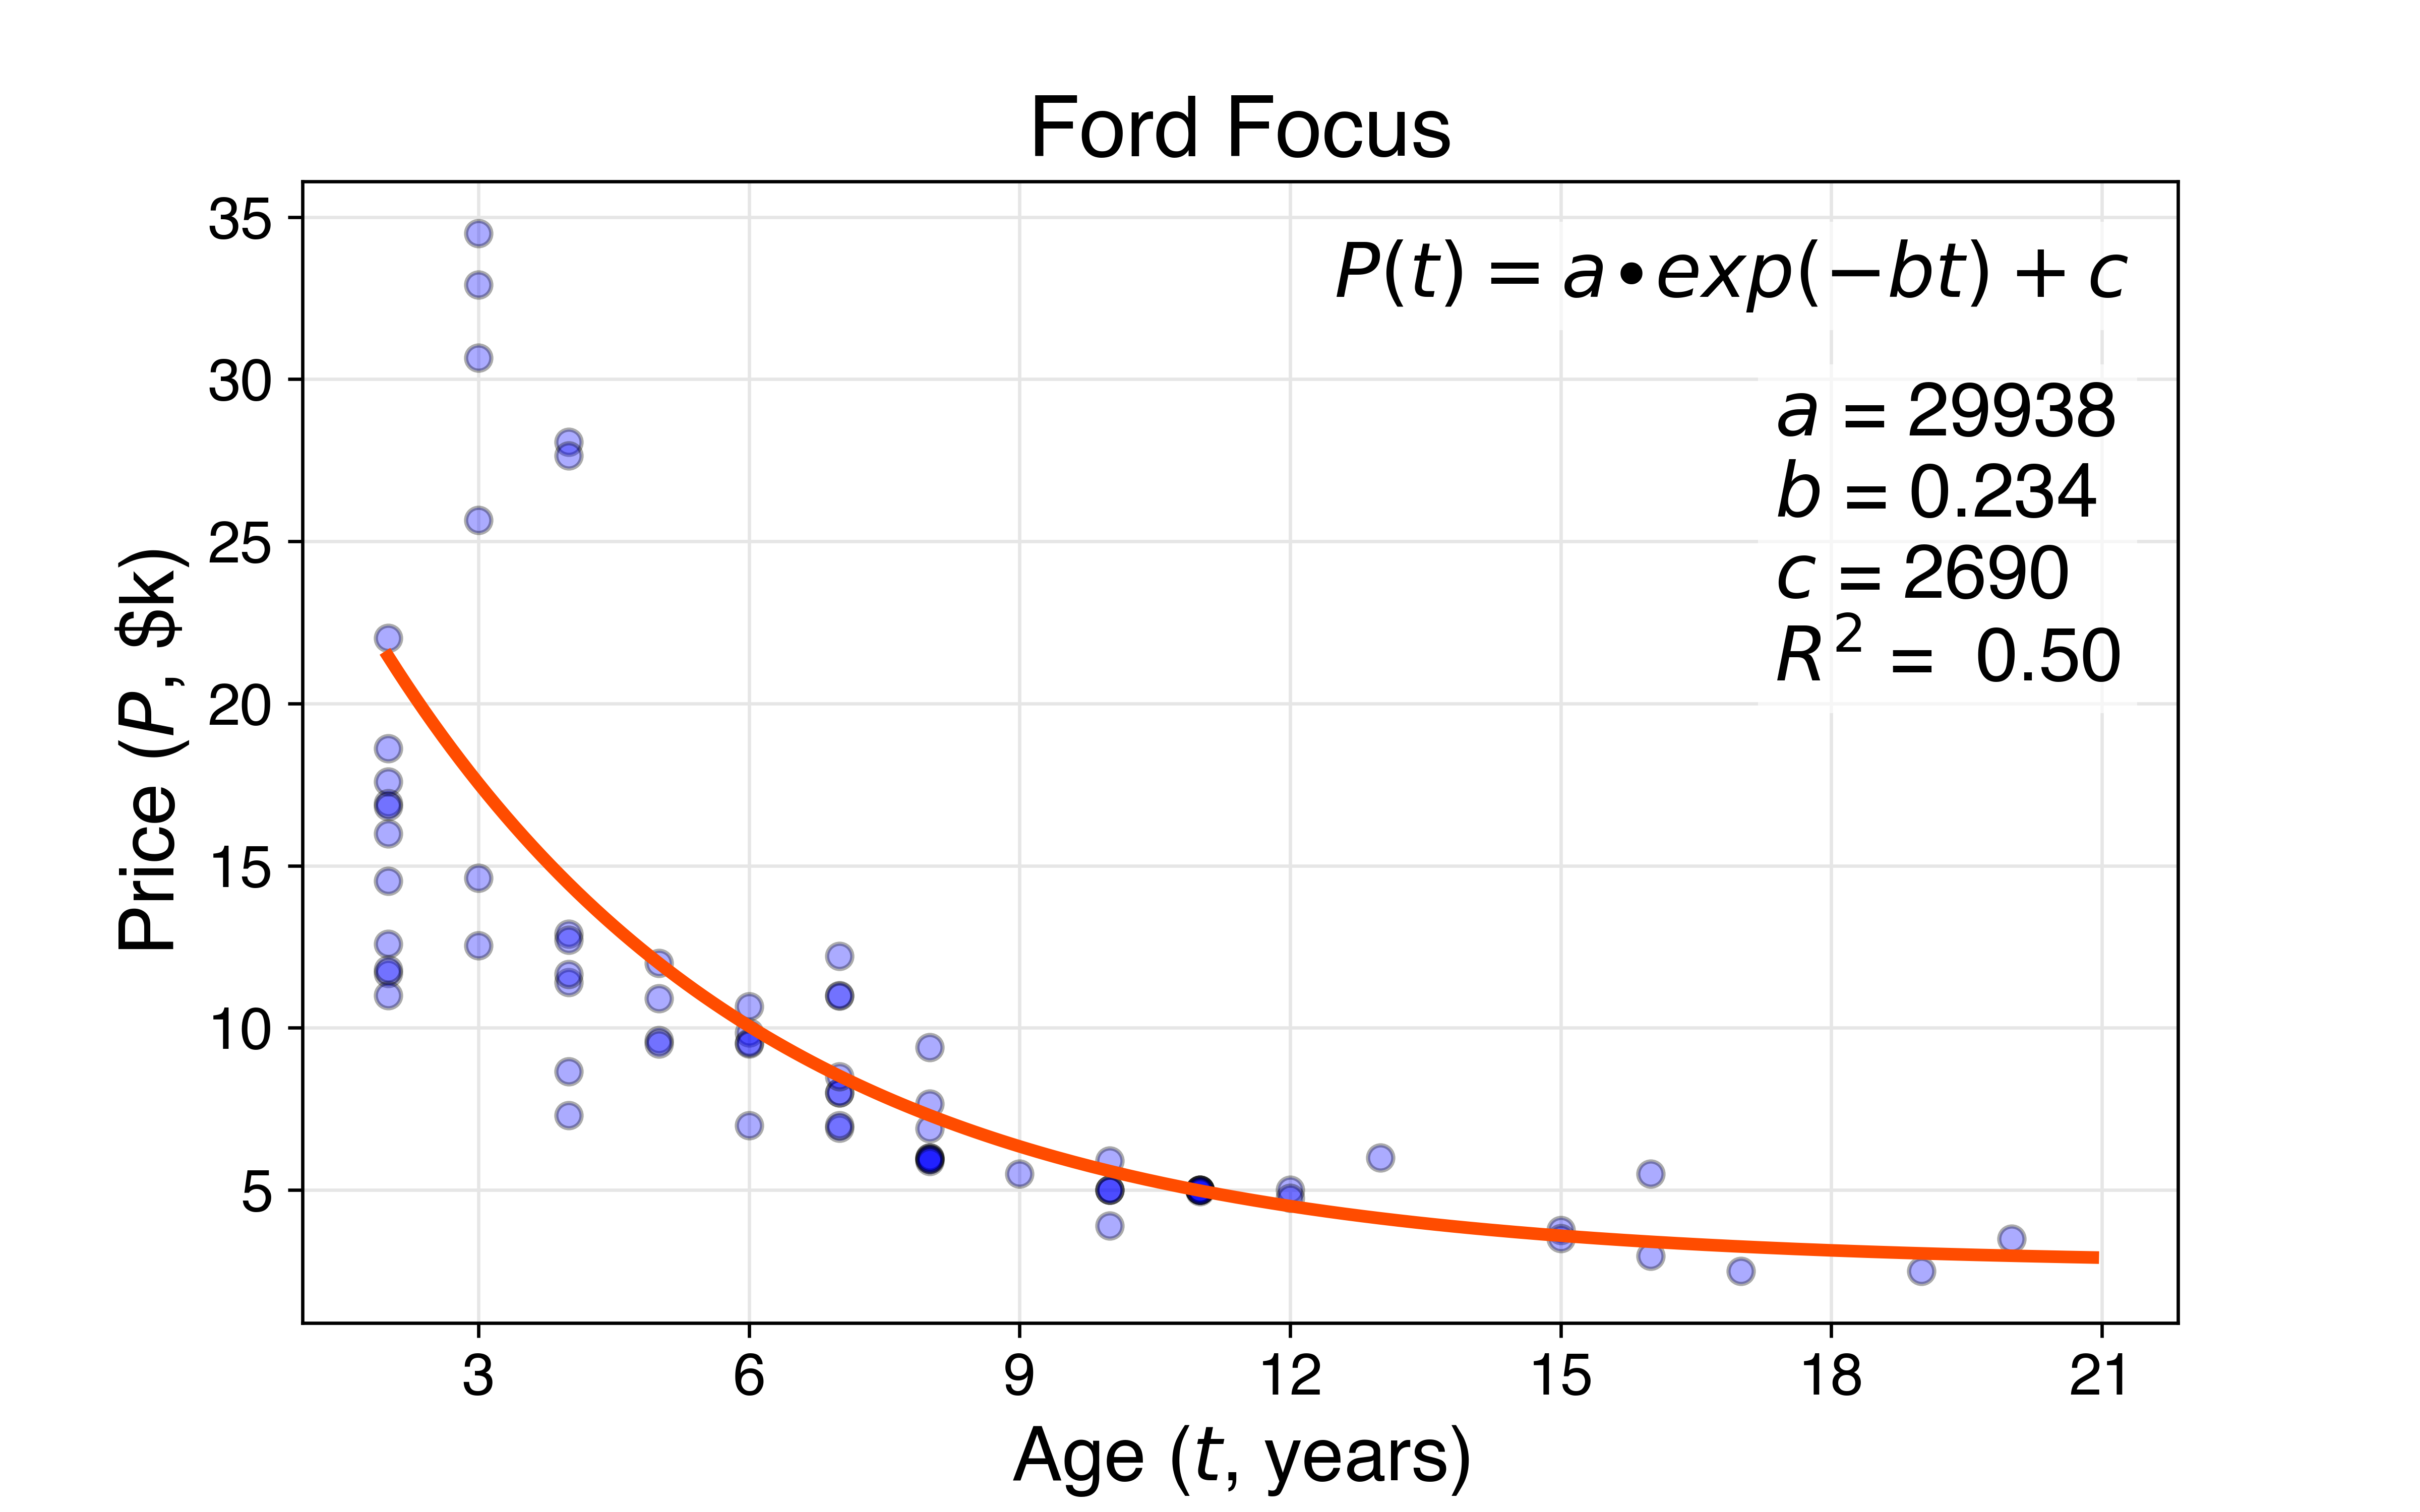 Ford Focus
P(t) = a•exp(−bt) + c
a = 29938
b = 0.234
c = 2690
R² = 0.50
Price (P, $k)
35
30
25
20
15
10
5
3 6 9 12 15 18 21
Age (t, years)